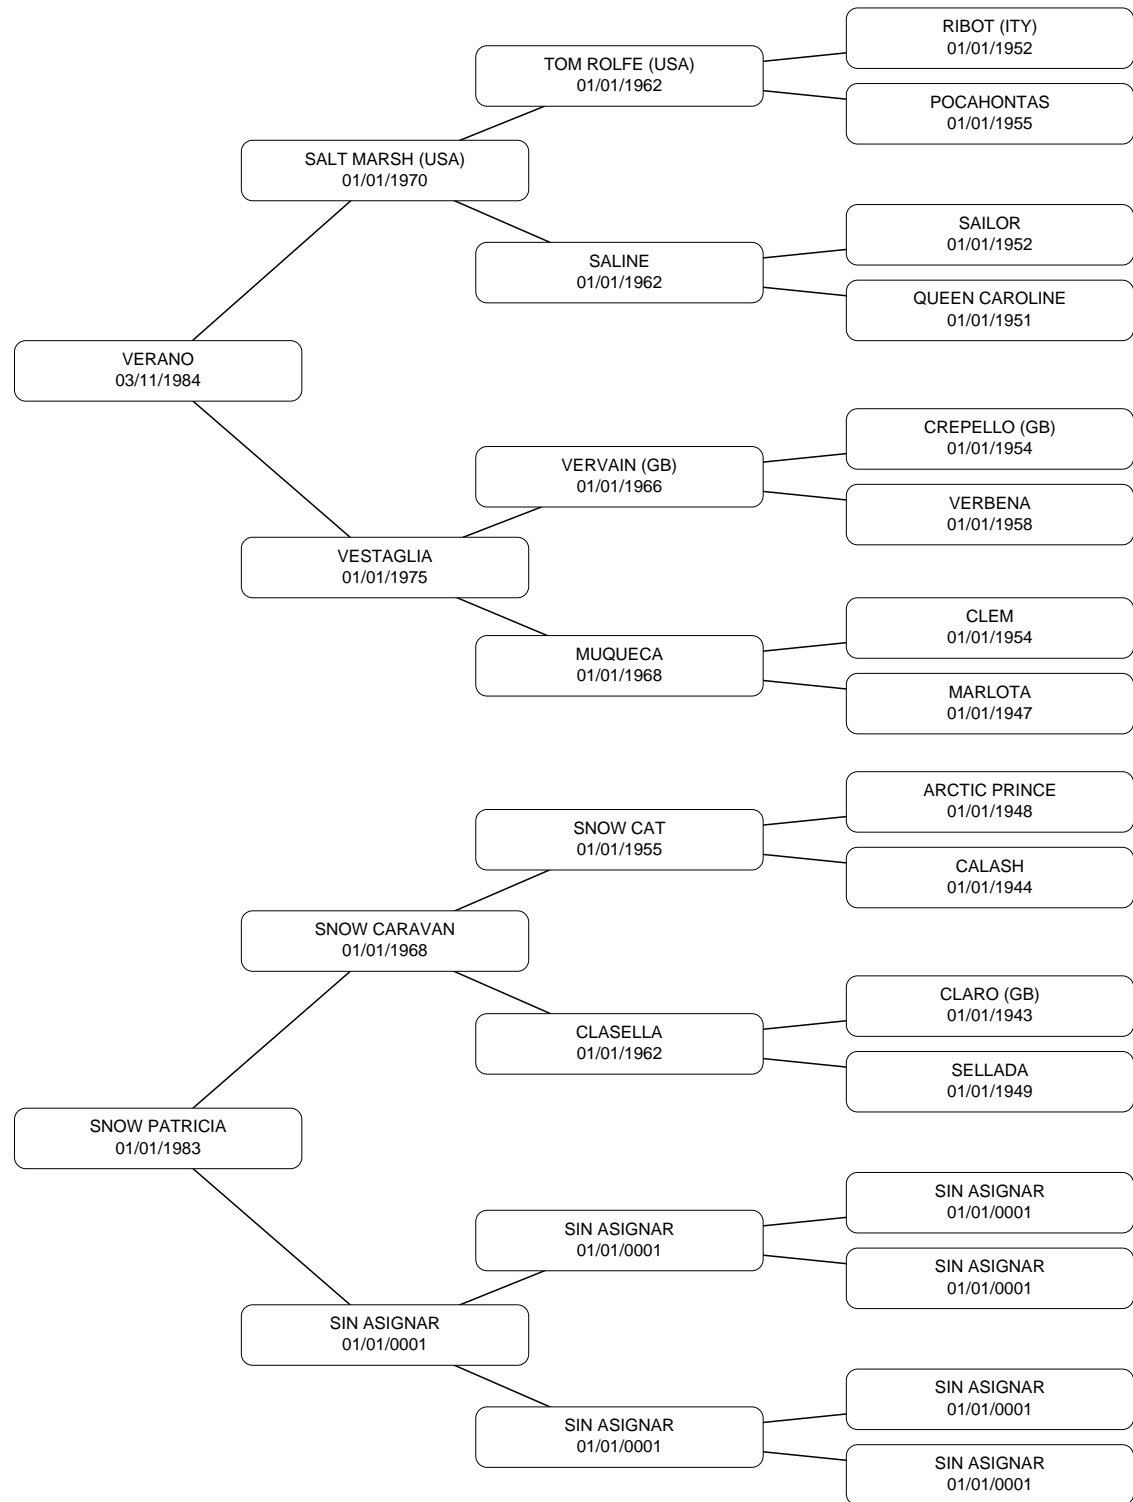 RIBOT (ITY)
01/01/1952
TOM ROLFE (USA)
01/01/1962
POCAHONTAS
01/01/1955
SALT MARSH (USA)
01/01/1970
SAILOR
01/01/1952
SALINE
01/01/1962
QUEEN CAROLINE
01/01/1951
VERANO
03/11/1984
CREPELLO (GB)
01/01/1954
VERVAIN (GB)
01/01/1966
VERBENA
01/01/1958
VESTAGLIA
01/01/1975
CLEM
01/01/1954
MUQUECA
01/01/1968
MARLOTA
01/01/1947
ARCTIC PRINCE
01/01/1948
SNOW CAT
01/01/1955
CALASH
01/01/1944
SNOW CARAVAN
01/01/1968
CLARO (GB)
01/01/1943
CLASELLA
01/01/1962
SELLADA
01/01/1949
SNOW PATRICIA
01/01/1983
SIN ASIGNAR
01/01/0001
SIN ASIGNAR
01/01/0001
SIN ASIGNAR
01/01/0001
SIN ASIGNAR
01/01/0001
SIN ASIGNAR
01/01/0001
SIN ASIGNAR
01/01/0001
SIN ASIGNAR
01/01/0001